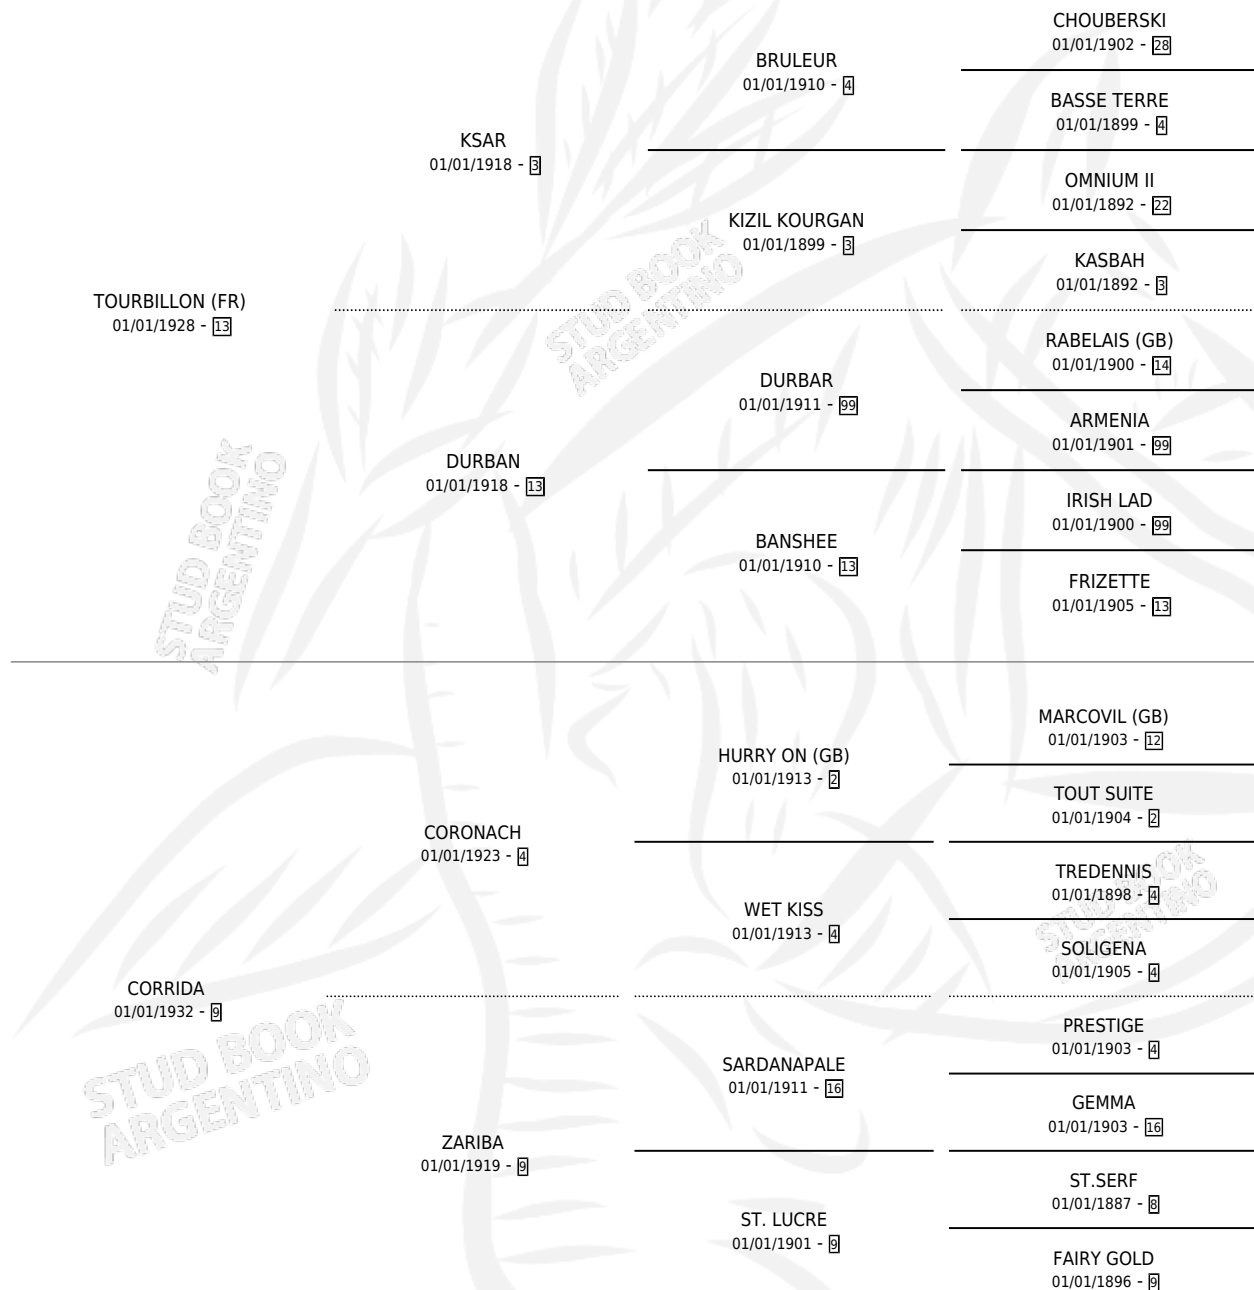 CHOUBERSKI
01/01/1902 - 28
BRULEUR
01/01/1910 - 4
BASSE TERRE
01/01/1899 - 4
KSAR
01/01/1918 - 3
OMNIUM II
01/01/1892 - 22
KIZIL KOURGAN
01/01/1899 - 3
KASBAH
01/01/1892 - 3
TOURBILLON (FR)
01/01/1928 - 13
STUD BOOK
ARGENTINO
RABELAIS (GB)
01/01/1900 - 14
DURBAR
01/01/1911 - 99
ARMENIA
01/01/1901 - 99
DURBAN
01/01/1918 - 13
IRISH LAD
01/01/1900 - 99
BANSHEE
01/01/1910 - 13
FRIZETTE
01/01/1905 - 13
STUD BOOK
ARGENTINO
MARCOVIL (GB)
01/01/1903 - 12
HURRY ON (GB)
01/01/1913 - 2
TOUT SUITE
01/01/1904 - 2
CORONACH
01/01/1923 - 4
TREDENNIS
01/01/1898 - 4
WET KISS
01/01/1913 - 4
SOLIGENA
01/01/1905 - 4
STUD BOOK
ARGENTINO
CORRIDA
01/01/1932 - 9
PRESTIGE
01/01/1903 - 4
SARDANAPALE
01/01/1911 - 16
GEMMA
01/01/1903 - 16
STUD BOOK
ARGENTINO
ZARIBA
01/01/1919 - 9
ST.SERF
01/01/1887 - 8
ST. LUCRE
01/01/1901 - 9
FAIRY GOLD
01/01/1896 - 9